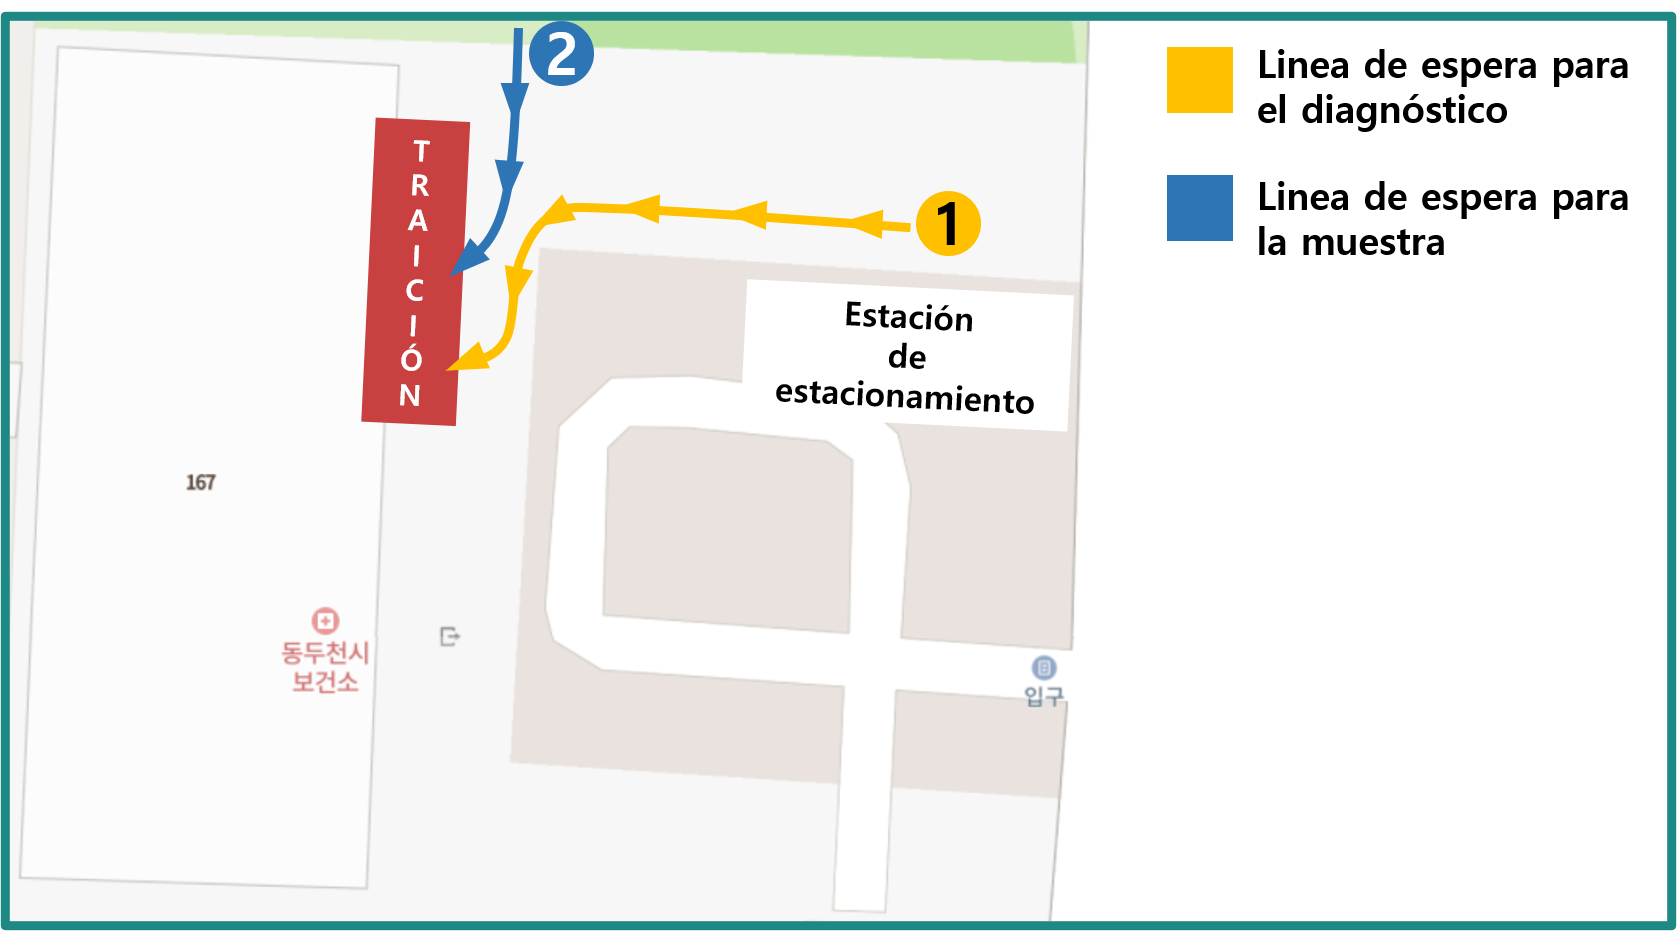 2
Linea de espera para
el diagnóstico
TRAICIÓN
1
Linea de espera para
la muestra
Estación
de
estacionamiento
167
동두천시
보건소
입구